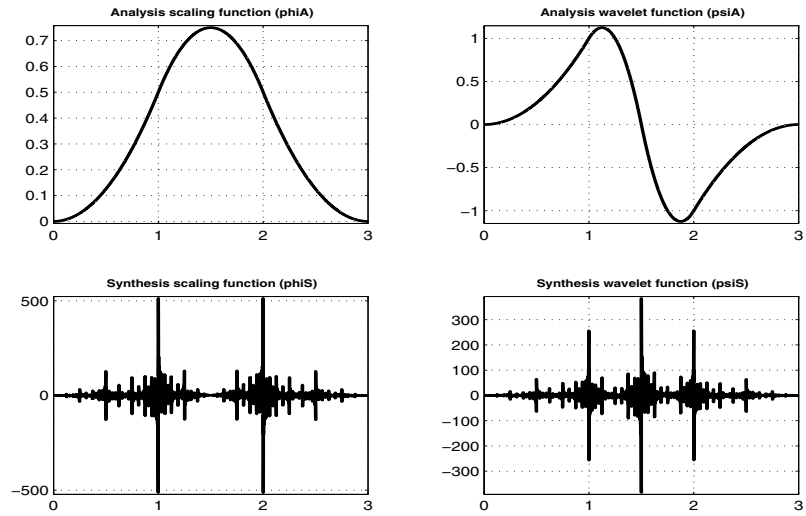 Analysis scaling function (phiA)
0.7
0.6
0.5
0.4
0.3
0.2
0.1
0
0 1 2 3
Analysis wavelet function (psiA)
1
0.5
0
−0.5
−1
0 1 2 3
Synthesis scaling function (phiS)
500
0
−500
0 1 2 3
Synthesis wavelet function (psiS)
300
200
100
0
−100
−200
−300
0 1 2 3